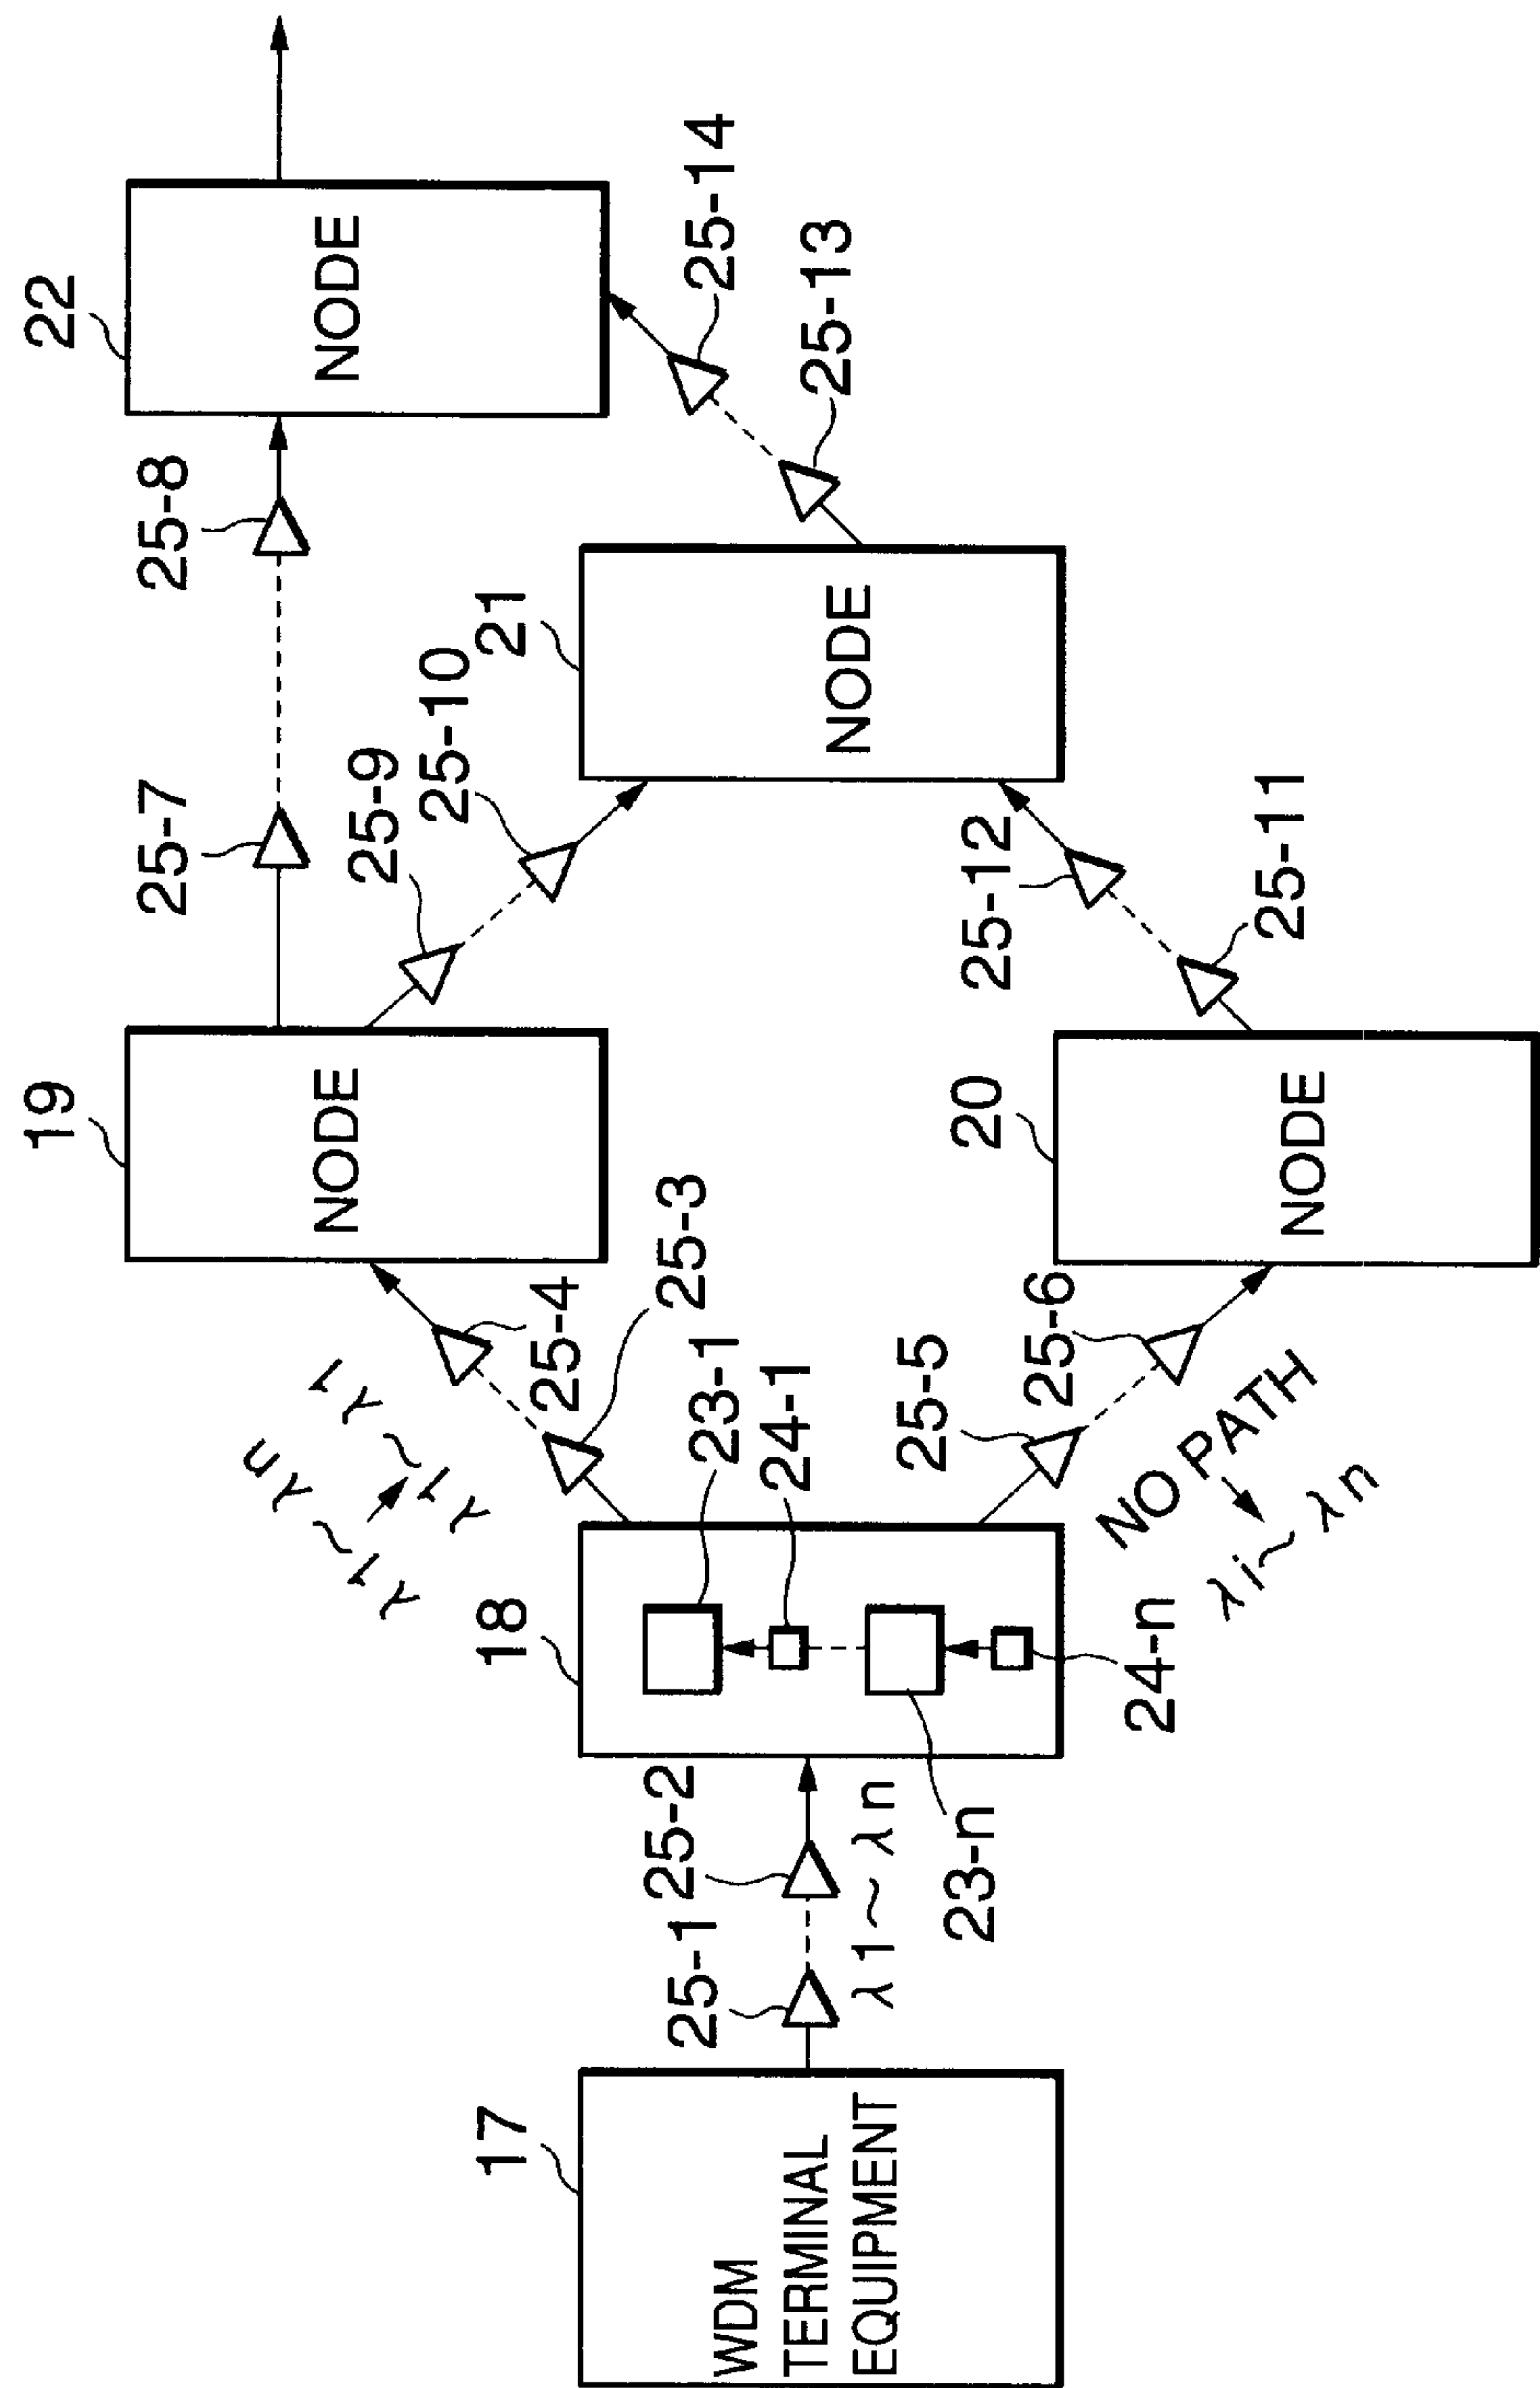 19
22
25-7
25-8
λ1~λn
λ1~λ1
NODE
NODE
25-9
25-10
17
18
25-4
21
25-3
25-1
25-2
23-1
25-14
24-1
25-13
WDM
TERMINAL
EQUIPMENT
λ1~λn
NODE
25-5
20
25-12
23-n
25-6
24-n
NO PATH
λi~λn
NODE
25-11